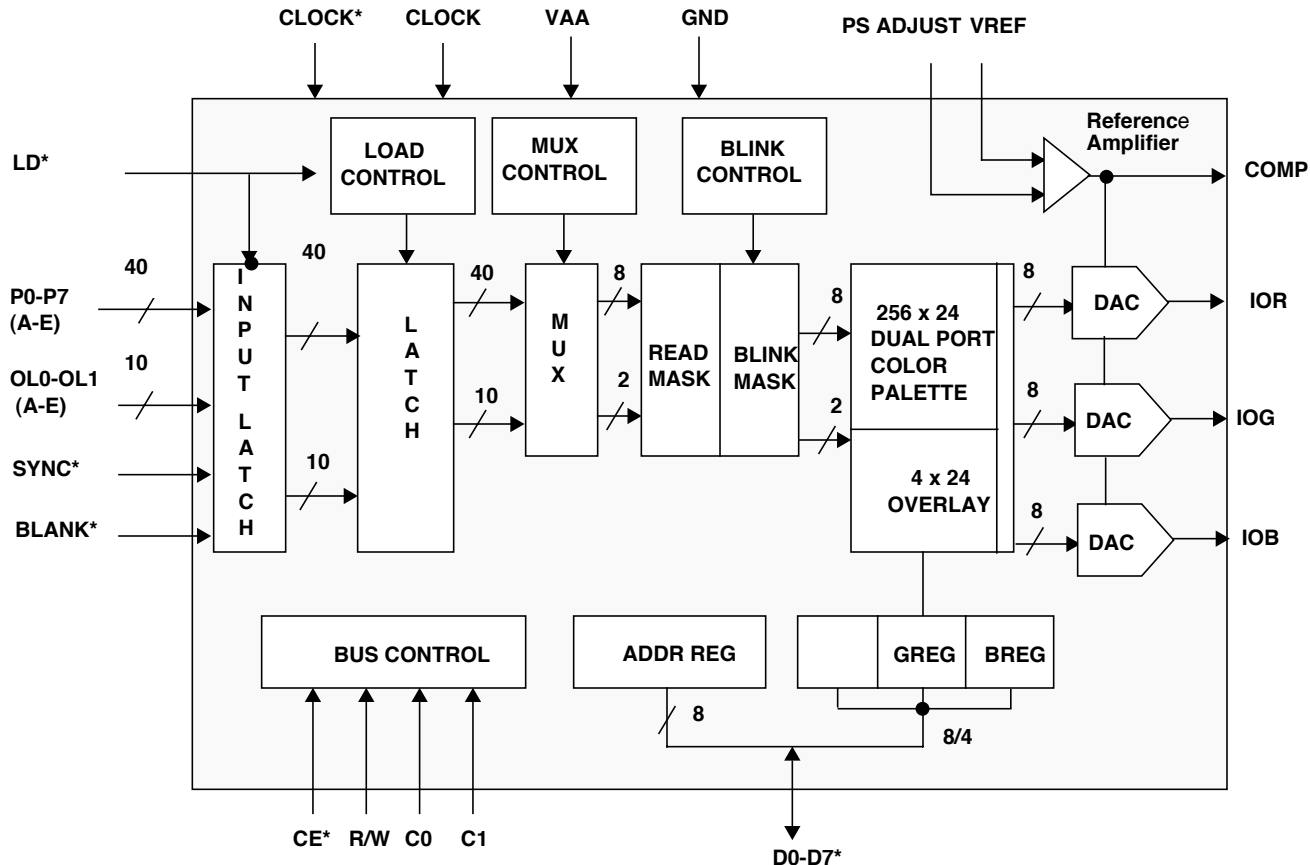 CLOCK* CLOCK VAA GND
PS ADJUST VREF
Reference
Amplifier
LD*
LOAD
CONTROL
MUX
CONTROL
BLINK
CONTROL
COMP
40
P0-P7
(A-E)
10
OL0-OL1
(A-E)
SYNC*
BLANK*
INPUT LATCH
40
10
LATCH
40
10
MUX
8
2
READ
MASK
BLINK
MASK
8
2
256 x 24
DUAL PORT
COLOR
PALETTE
4 x 24
OVERLAY
8
DAC
IOR
8
DAC
IOG
8
DAC
IOB
BUS CONTROL
ADDR REG
GREG
BREG
8
8/4
CE* R/W C0 C1
D0-D7*